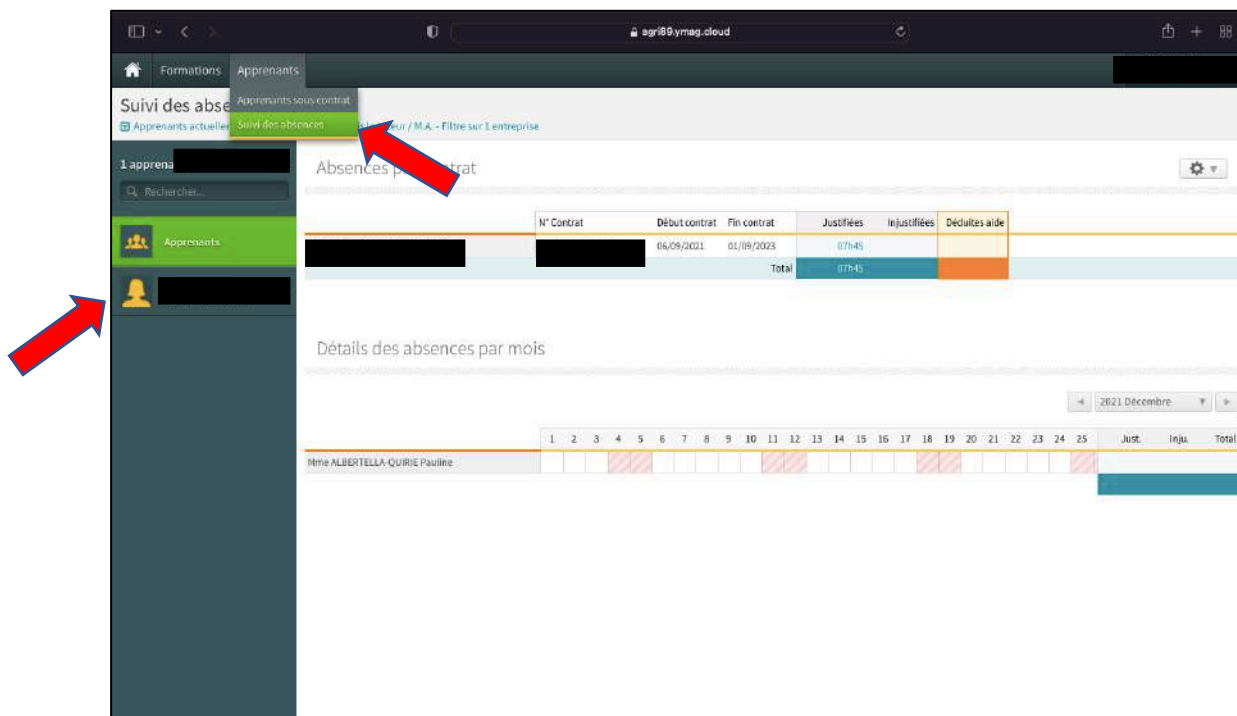 agri89.ymag.cloud
Formations Apprenants
Apprenants sous contrat
Suivi des absences
Suivi des abse
Apprenants actuelle eur / M.A. - Filtre sur 1 entreprise
1 apprena
Rechercher...
Apprenants
Absences p trat
N° Contrat Début contrat Fin contrat Justifiées Injustifiées Déduites aide
06/09/2021 01/09/2023 07h45
Total 07h45
Détails des absences par mois
2021 Décembre
1 2 3 4 5 6 7 8 9 10 11 12 13 14 15 16 17 18 19 20 21 22 23 24 25 Just. Inju. Total
Mme ALBERTELLA-QUIRIE Pauline